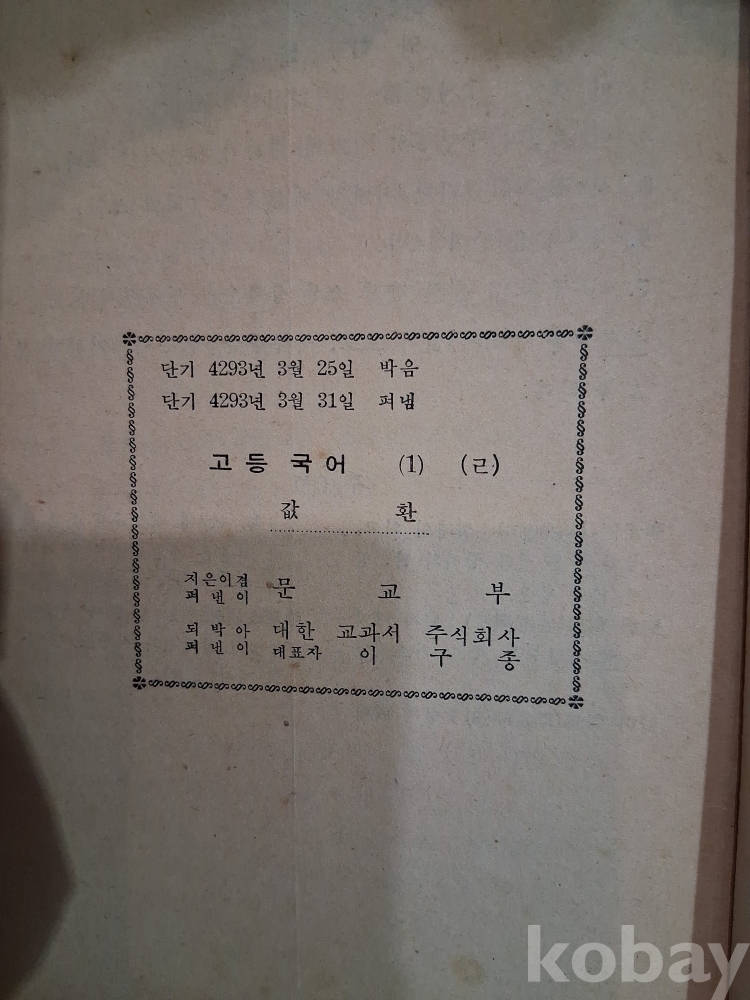 단기 4293년 3월 25일 박음
단기 4293년 3월 31일 펴냄
고등 국어 (1) (ㄹ)
값 환
지은이겸
펴낸이 문교부
되박아
펴낸이 대한 교과서 주식회사
대표자 이구종
kobay